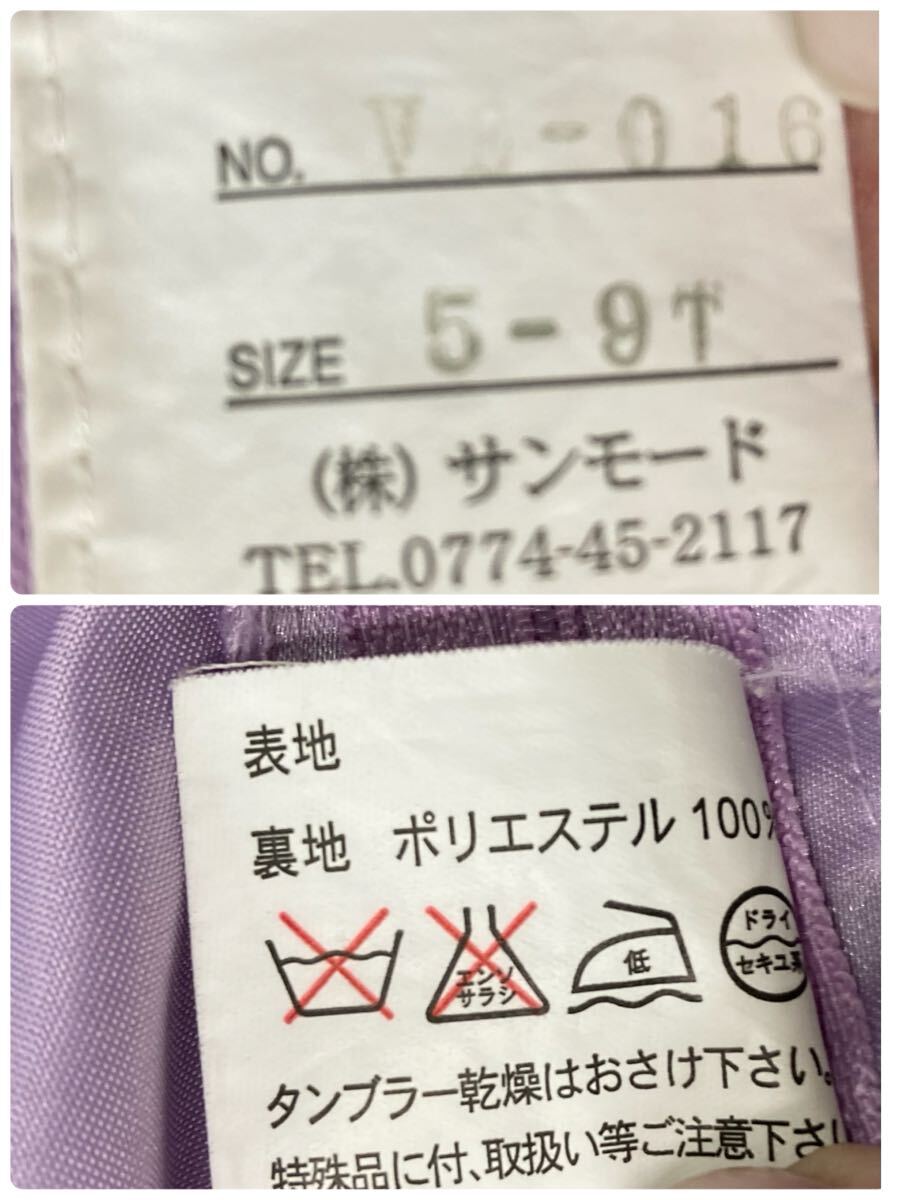 NO. V -016
SIZE 5-9T
(株) サンモード
TEL.0774-45-2117
表地
裏地 ポリエステル 100%
エンソ
サラシ
低
ドライ
セキユ系
タンブラー乾燥はおさけ下さい。
特殊品に付、取扱い等ご注意下さい